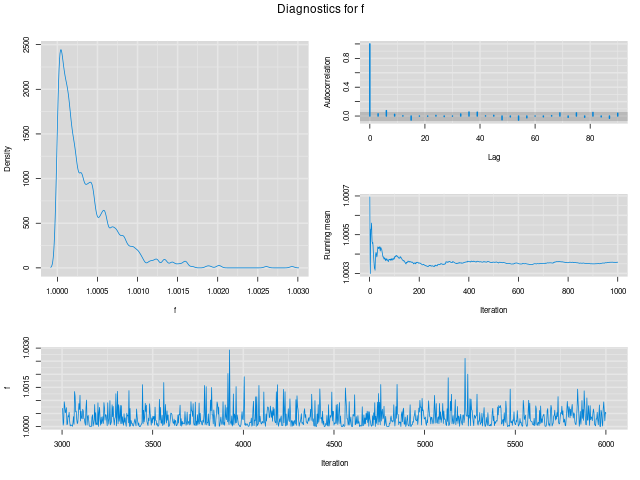 Diagnostics for f
Density
2500
2000
1500
1000
500
0
1.0000 1.0005 1.0010 1.0015 1.0020 1.0025 1.0030
f
Autocorrelation
0.8
0.4
0.0
0 20 40 60 80
Lag
Running mean
1.0007
1.0005
1.0003
0 200 400 600 800 1000
Iteration
f
1.0030
1.0015
1.0000
3000 3500 4000 4500 5000 5500 6000
Iteration